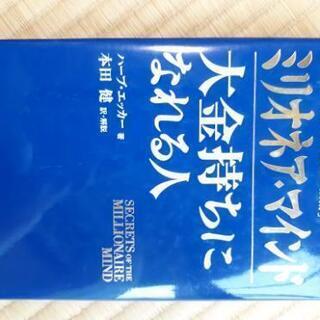 ミリオネア・マインド
大金持ちに
なれる人
ハーブ・エッカー 著
本田 健 訳・解説
SECRETS OF THE
MILLIONAIRE
MIND